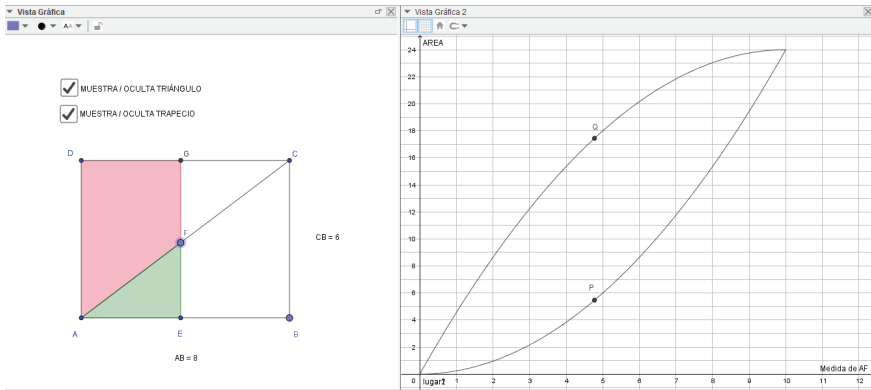 Vista Gráfica
AA
MUESTRA / OCULTA TRIÁNGULO
MUESTRA / OCULTA TRAPECIO
D
G
C
F
CB = 6
A
E
B
AB = 8
Vista Gráfica 2
AREA
24
22
20
18
16
14
12
10
8
6
4
2
Q
P
Medida de AF
0 1 2 3 4 5 6 7 8 9 10 11 12